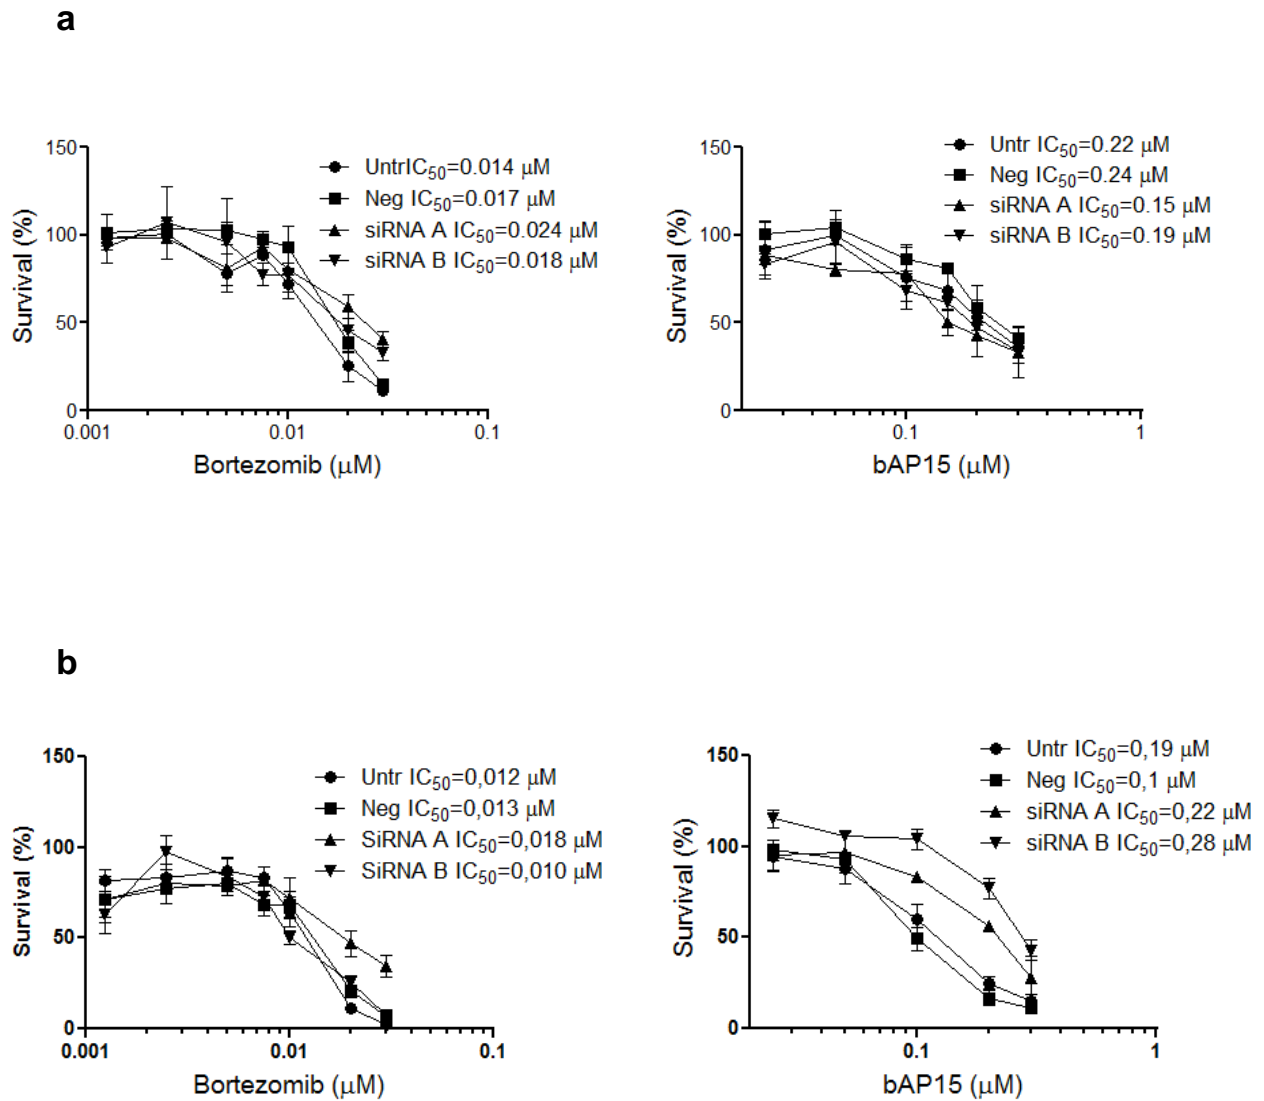 a
150
100
50
0
Survival (%)
0.001
0.01
0.1
Bortezomib (μM)
UntrIC50=0.014 μM
Neg IC50=0.017 μM
siRNA A IC50=0.024 μM
siRNA B IC50=0.018 μM
150
100
50
0
Survival (%)
0.1
1
bAP15 (μM)
Untr IC50=0.22 μM
Neg IC50=0.24 μM
siRNA A IC50=0.15 μM
siRNA B IC50=0.19 μM
b
150
100
50
0
Survival (%)
0.001
0.01
0.1
Bortezomib (μM)
Untr IC50=0,012 μM
Neg IC50=0,013 μM
SiRNA A IC50=0,018 μM
SiRNA B IC50=0,010 μM
150
100
50
0
Survival (%)
0.1
1
bAP15 (μM)
Untr IC50=0,19 μM
Neg IC50=0,1 μM
siRNA A IC50=0,22 μM
siRNA B IC50=0,28 μM